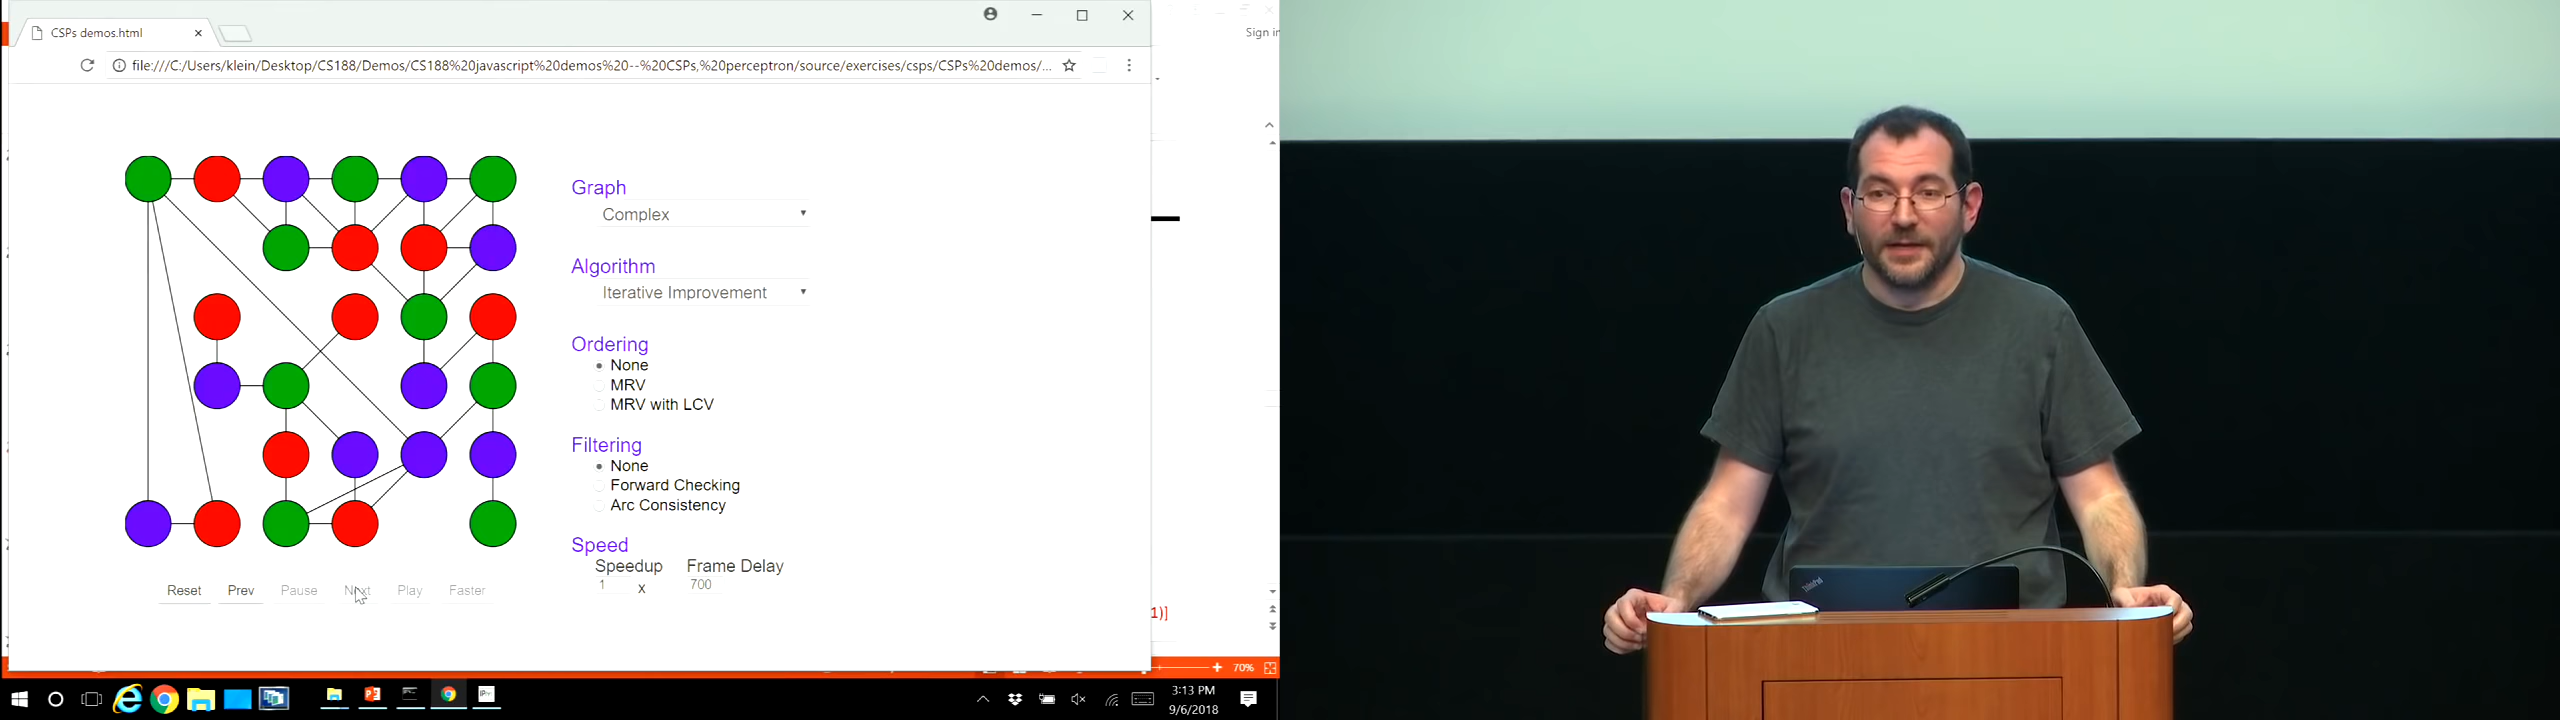 CSPs demos.html
Sign in
file:///C:/Users/klein/Desktop/CS188/Demos/CS188%20javascript%20demos%20--%20CSPs,%20perceptron/source/exercises/csps/CSPs%20demos/...
Graph
Complex
Algorithm
Iterative Improvement
Ordering
None
MRV
MRV with LCV
Filtering
None
Forward Checking
Arc Consistency
Speed
Speedup Frame Delay
1 x 700
Reset Prev Pause Next Play Faster
1)]
70%
3:13 PM
9/6/2018
ThinkPad